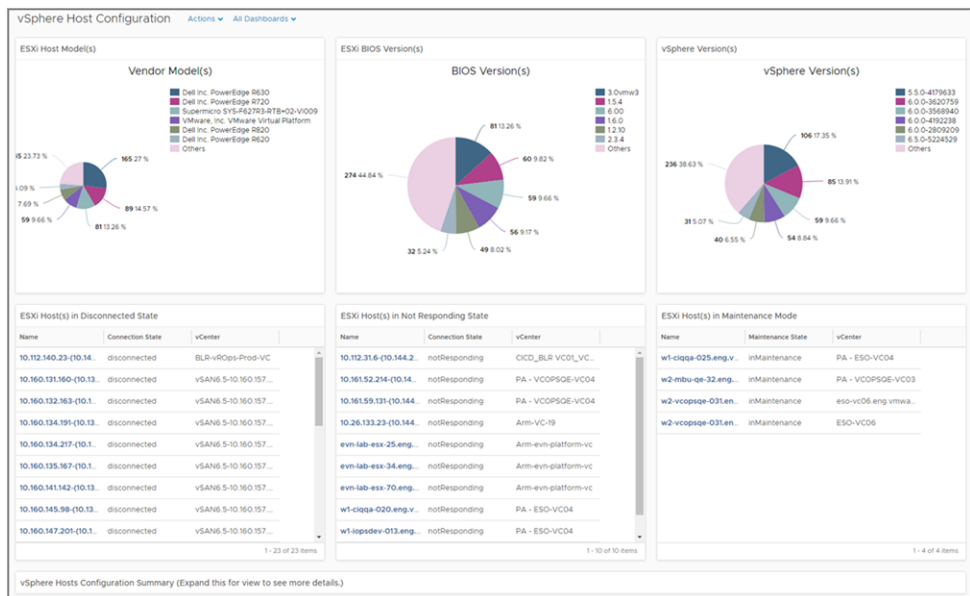 vSphere Host Configuration Actions All Dashboards
ESXi Host Model(s)
Vendor Model(s)
Dell Inc. PowerEdge R630
Dell Inc. PowerEdge R720
Supermicro SYS-F627R3-RTB+02-VI009
VMware, Inc. VMware Virtual Platform
Dell Inc. PowerEdge R820
Dell Inc. PowerEdge R620
Others
165 27 %
89 14.57 %
81 13.26 %
59 9.66 %
7.69 %
.09 %
23.73 %
ESXi BIOS Version(s)
BIOS Version(s)
3.0vmw3
1.5.4
6.00
1.6.0
1.2.10
2.3.4
Others
81 13.26 %
60 9.82 %
59 9.66 %
56 9.17 %
49 8.02 %
32 5.24 %
274 44.84 %
vSphere Version(s)
vSphere Version(s)
5.5.0-4179633
6.0.0-3620759
6.0.0-3568940
6.0.0-4192238
6.0.0-2809209
6.5.0-5224529
Others
106 17.35 %
85 13.91 %
59 9.66 %
54 8.84 %
40 6.55 %
31 5.07 %
236 38.63 %
ESXi Host(s) in Disconnected State
Name Connection State vCenter
10.112.140.23-(10.14... disconnected BLR-vROps-Prod-VC
10.160.131.160-(10.13... disconnected vSAN6.5-10.160.157....
10.160.132.163-(10.1... disconnected vSAN6.5-10.160.157....
10.160.134.191-(10.13... disconnected vSAN6.5-10.160.157....
10.160.134.217-(10.1... disconnected vSAN6.5-10.160.157....
10.160.135.167-(10.1... disconnected vSAN6.5-10.160.157....
10.160.141.142-(10.13... disconnected vSAN6.5-10.160.157....
10.160.145.98-(10.13... disconnected vSAN6.5-10.160.157....
10.160.147.201-(10.1... disconnected vSAN6.5-10.160.157....
1 - 23 of 23 items
ESXi Host(s) in Not Responding State
Name Connection State vCenter
10.112.31.6-(10.144.2... notResponding CICD_BLR VC01_VC...
10.161.52.214-(10.14... notResponding PA - VCOPSQE-VC04
10.161.59.131-(10.144... notResponding PA - VCOPSQE-VC04
10.26.133.23-(10.144... notResponding Arm-VC-19
evn-lab-esx-25.eng.... notResponding Arm-evn-platform-vc
evn-lab-esx-34.eng.... notResponding Arm-evn-platform-vc
evn-lab-esx-70.eng.... notResponding Arm-evn-platform-vc
w1-ciqqa-020.eng.v... notResponding PA - ESO-VC04
w1-iopsdev-013.eng... notResponding PA - ESO-VC04
1 - 10 of 10 items
ESXi Host(s) in Maintenance Mode
Name Maintenance State vCenter
w1-ciqqa-025.eng.v... inMaintenance PA - ESO-VC04
w2-mbu-qe-32.eng.... inMaintenance PA - VCOPSQE-VC03
w2-vcopsqe-031.en... inMaintenance eso-vc06.eng.vmwa...
w2-vcopsqe-031.en... inMaintenance ESO-VC06
1 - 4 of 4 items
vSphere Hosts Configuration Summary (Expand this for view to see more details.)